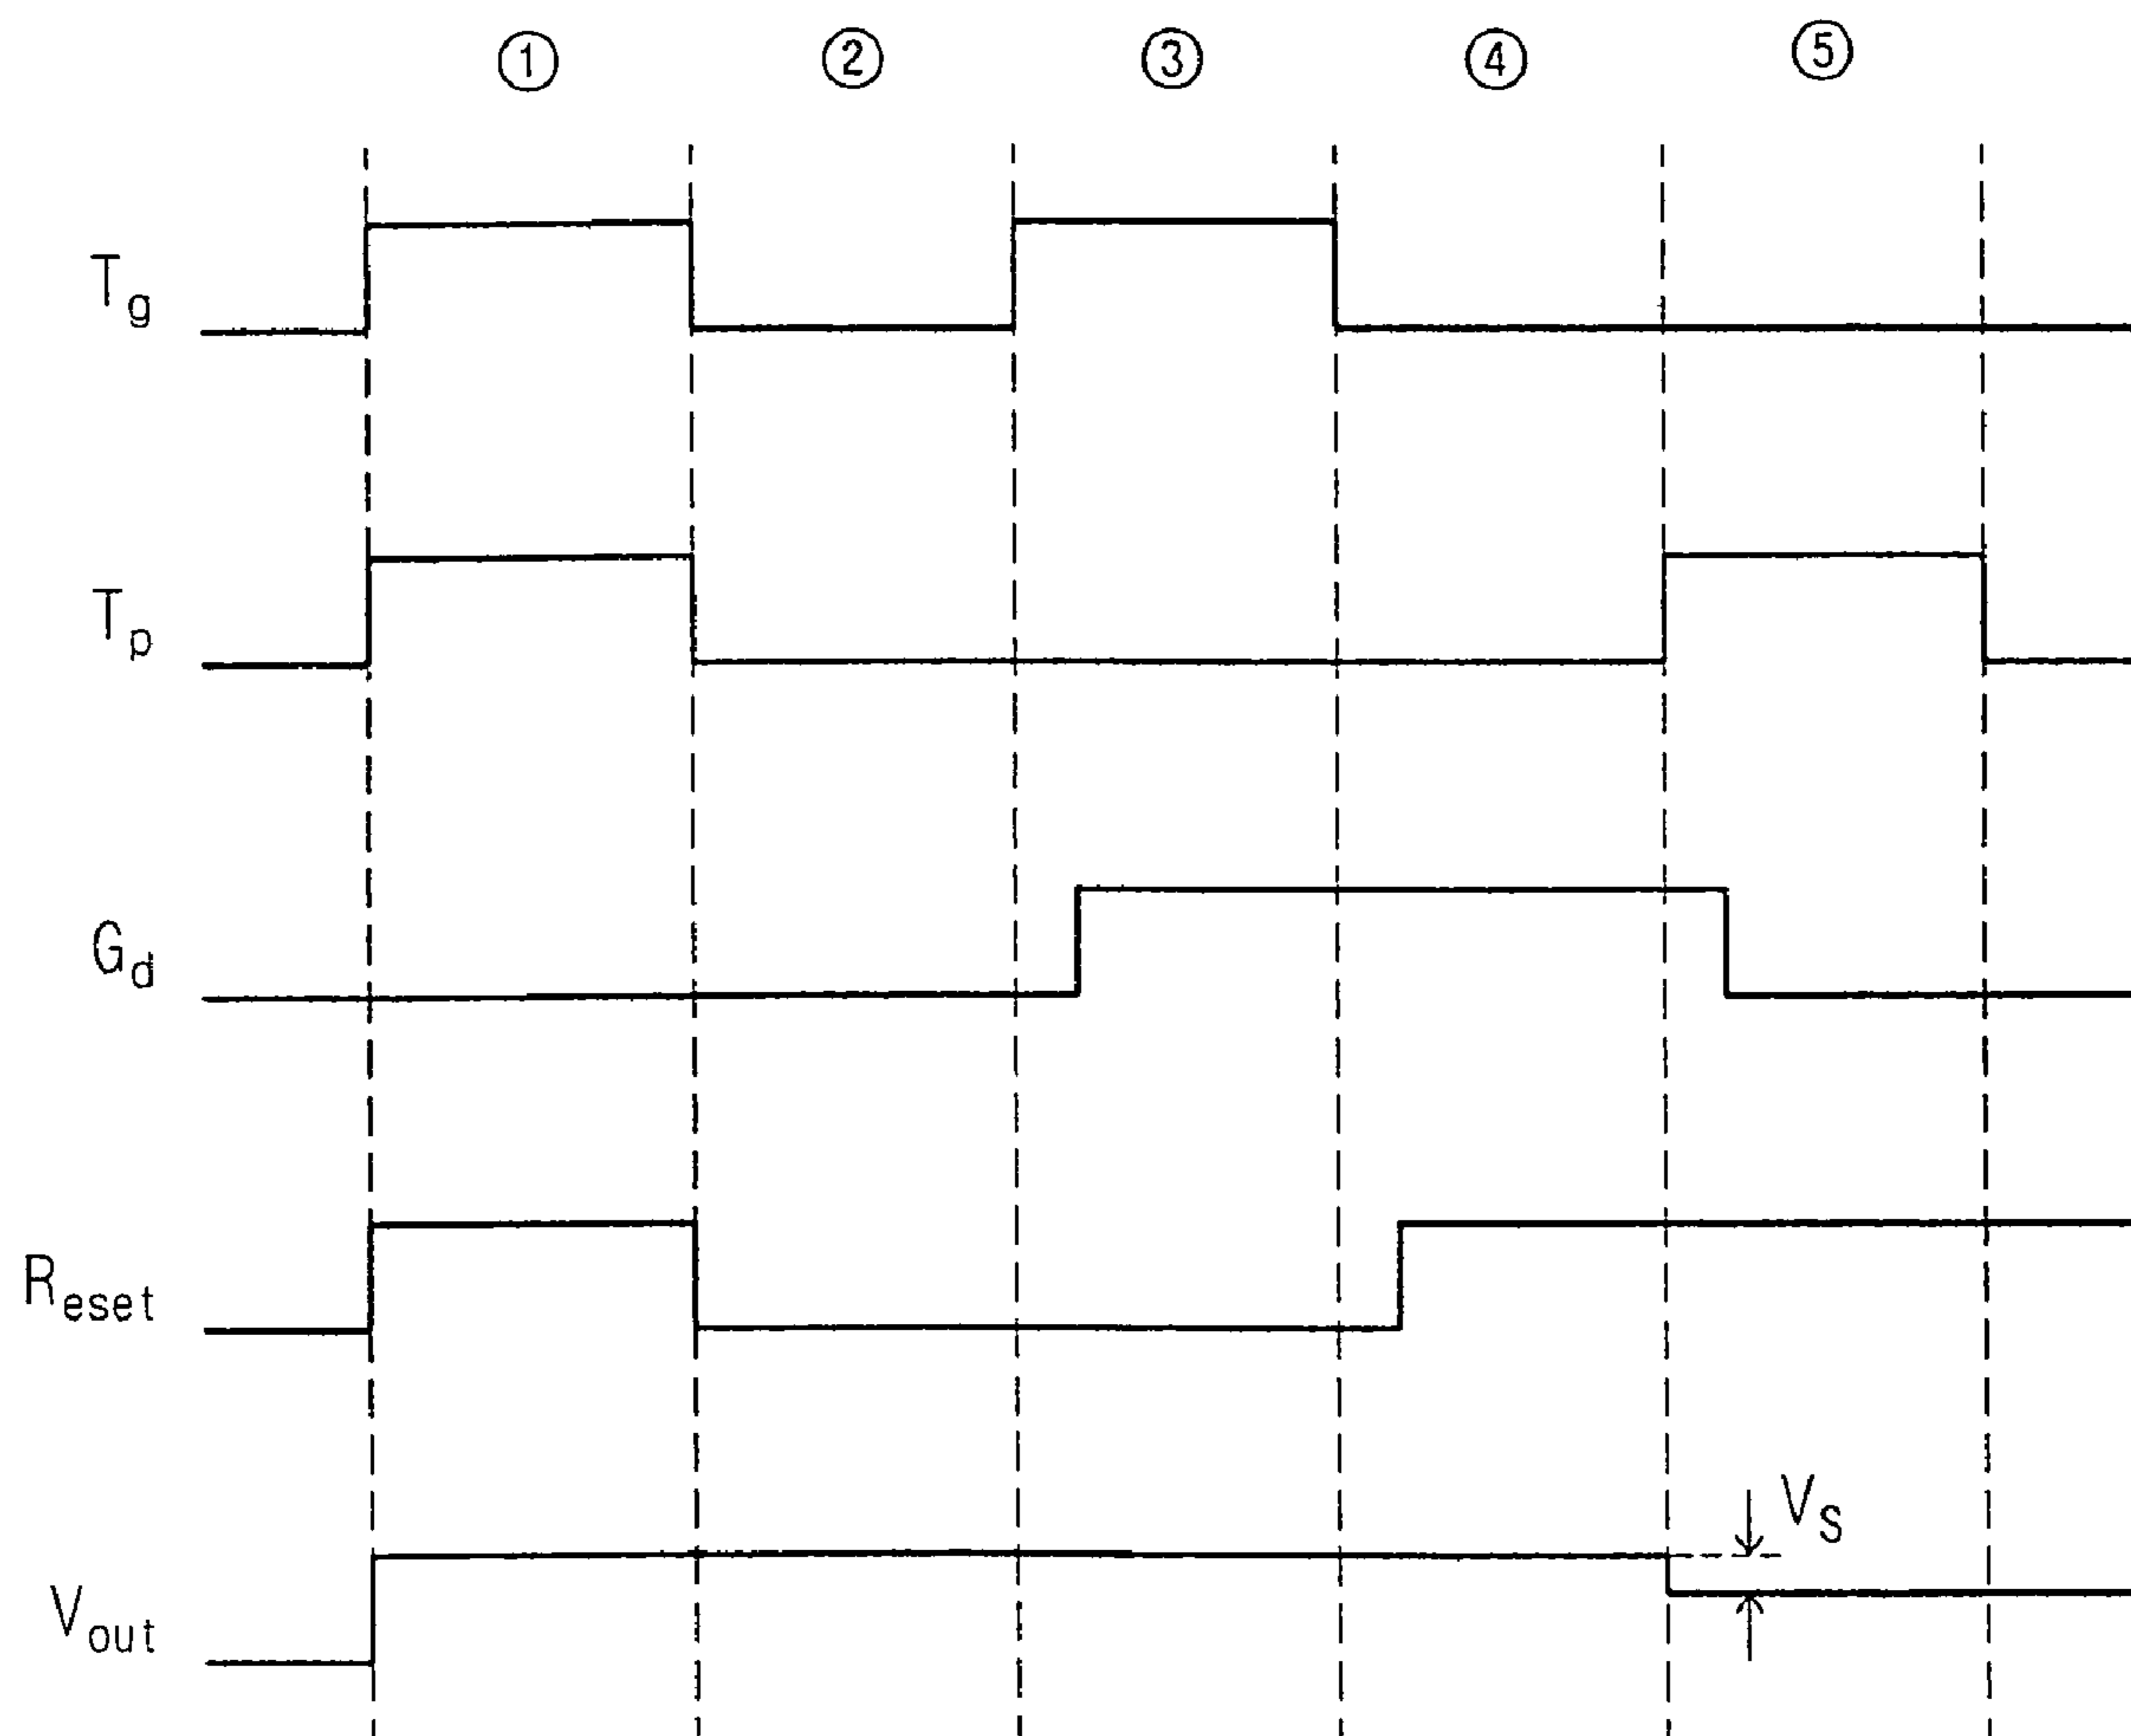 ① ② ③ ④ ⑤
Tg
Tp
Gd
Reset
VS
Vout